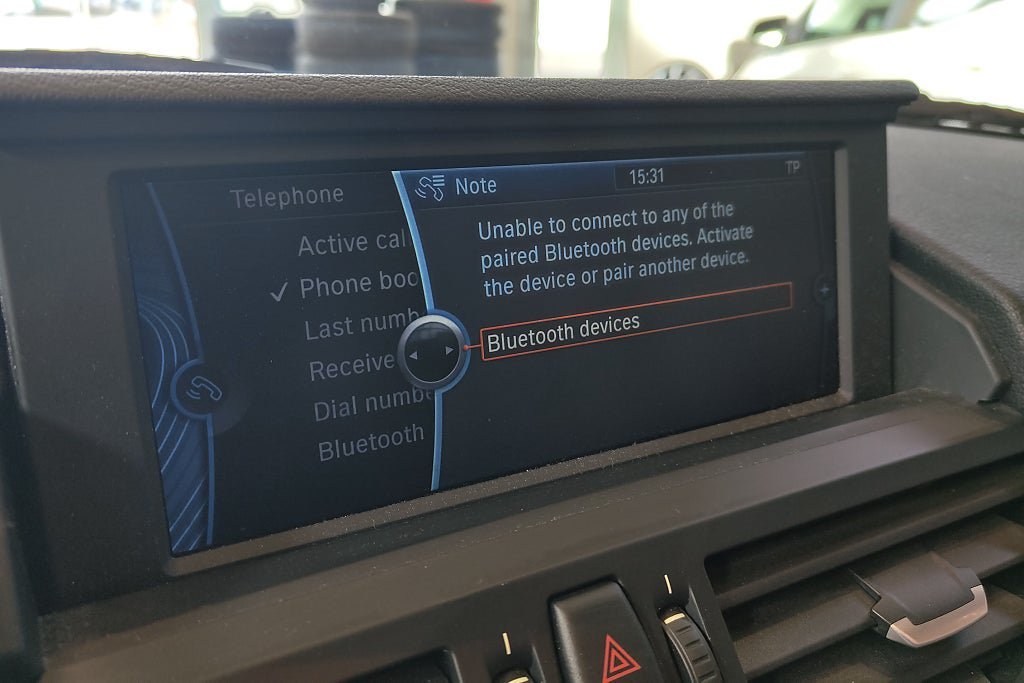 Telephone
Note
15:31
TP
Active cal
Phone boo
Last numb
Receive
Dial numbe
Bluetooth
Unable to connect to any of the
paired Bluetooth devices. Activate
the device or pair another device.
Bluetooth devices